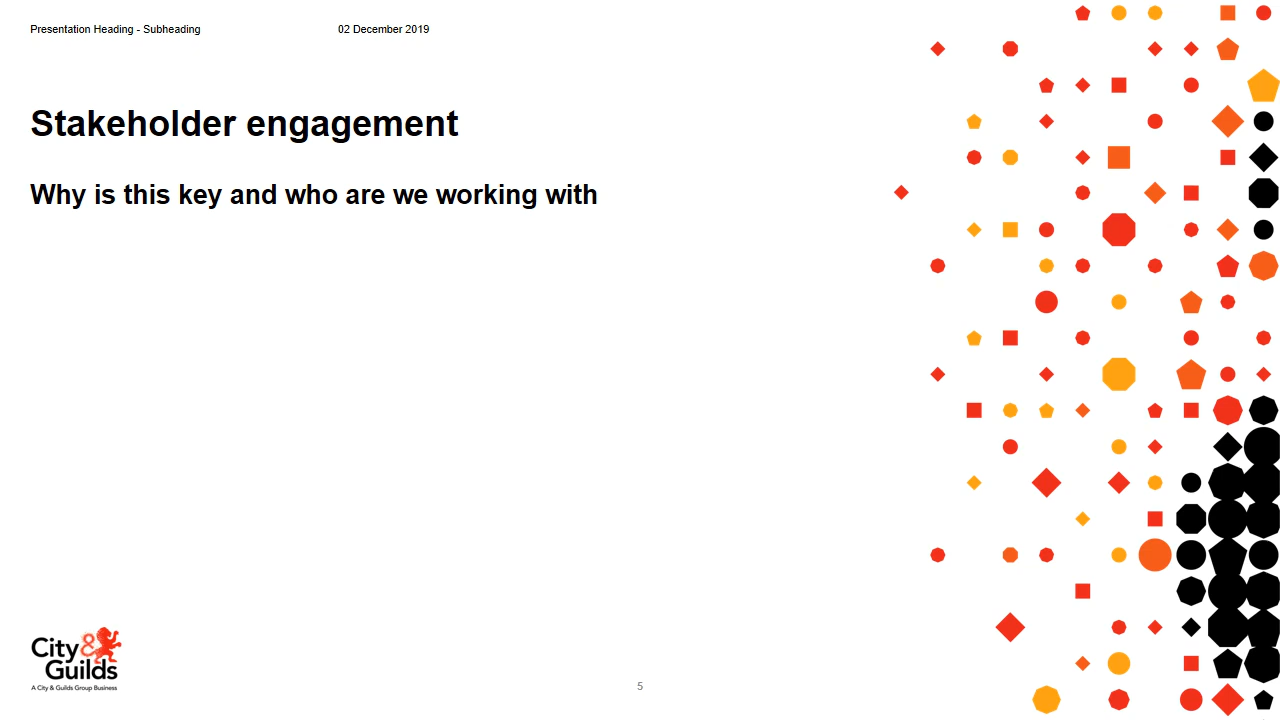 Presentation Heading - Subheading 02 December 2019
Stakeholder engagement
Why is this key and who are we working with
City &
Guilds
A City & Guilds Group Business
5